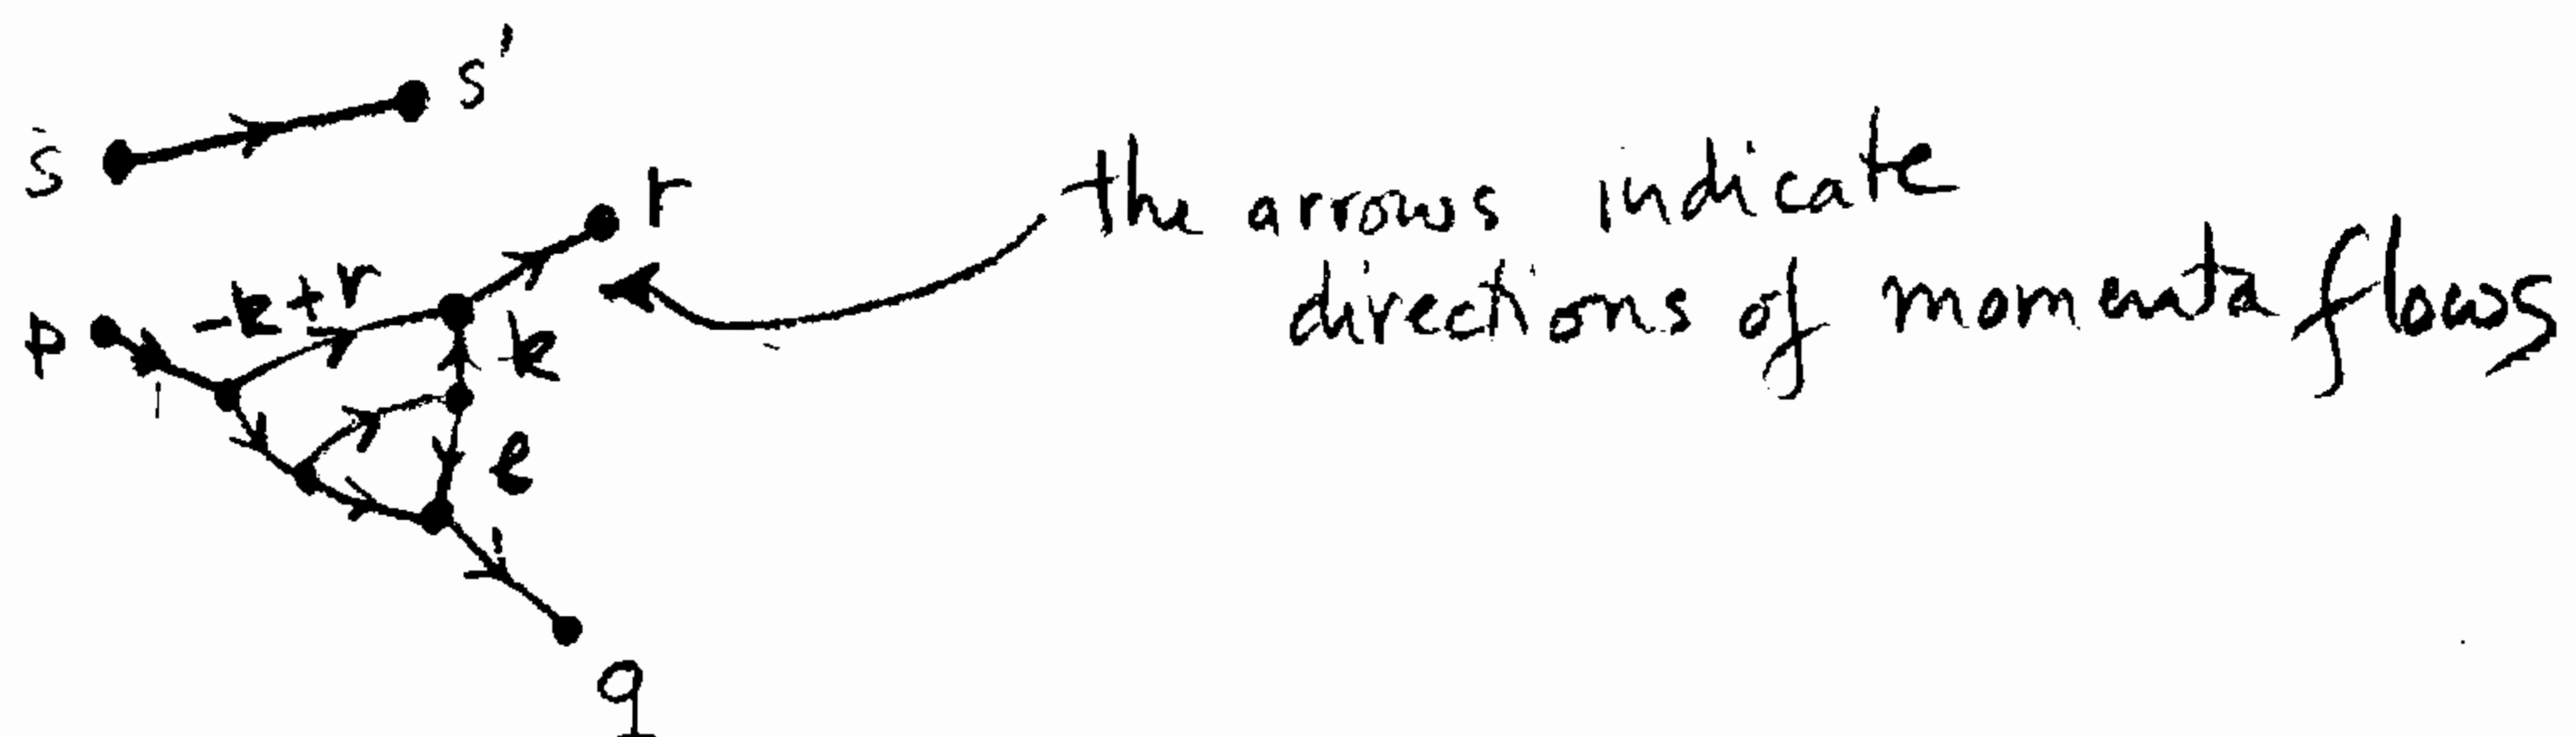 s'
s
r
the arrows indicate
directions of momenta flows
-k+r
p
k
l
q